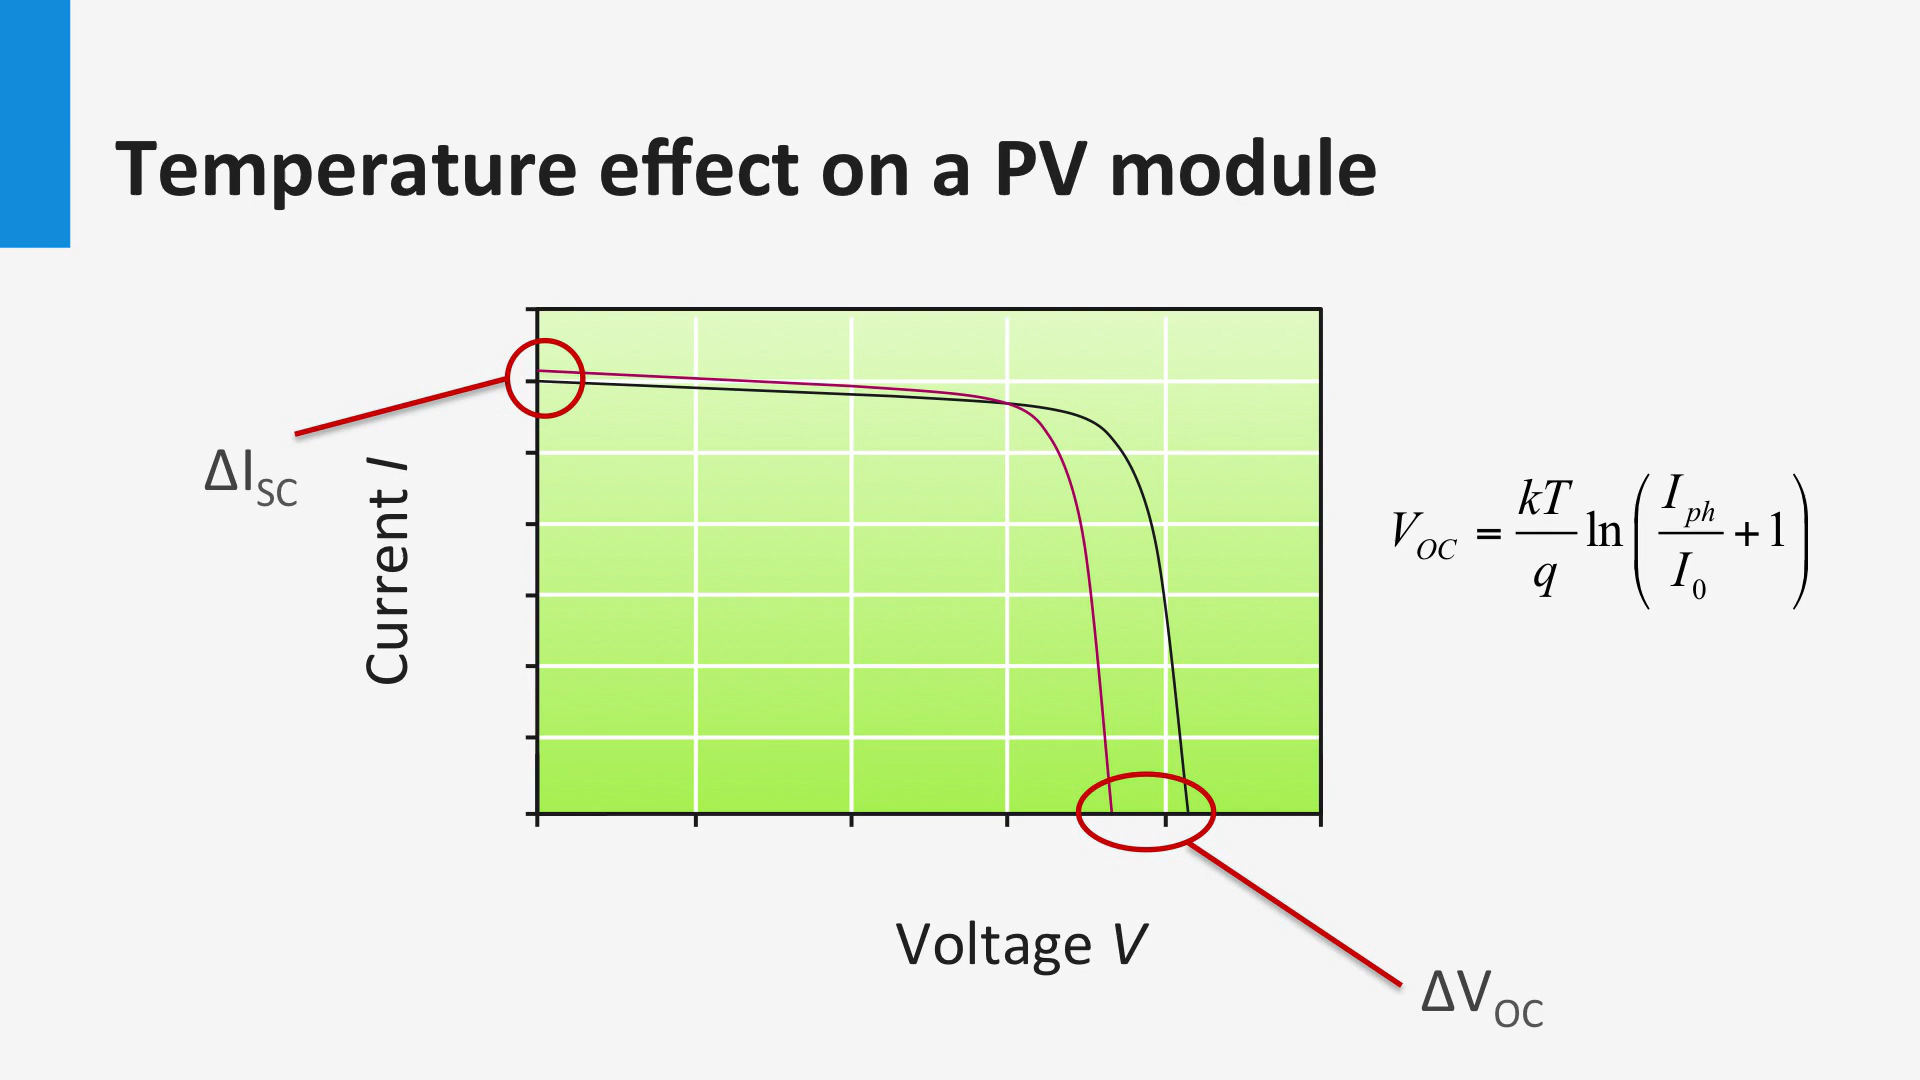 Temperature effect on a PV module
ΔI_SC
Current I
V_OC = kT/q ln(I_ph/I_0 + 1)
Voltage V
ΔV_OC